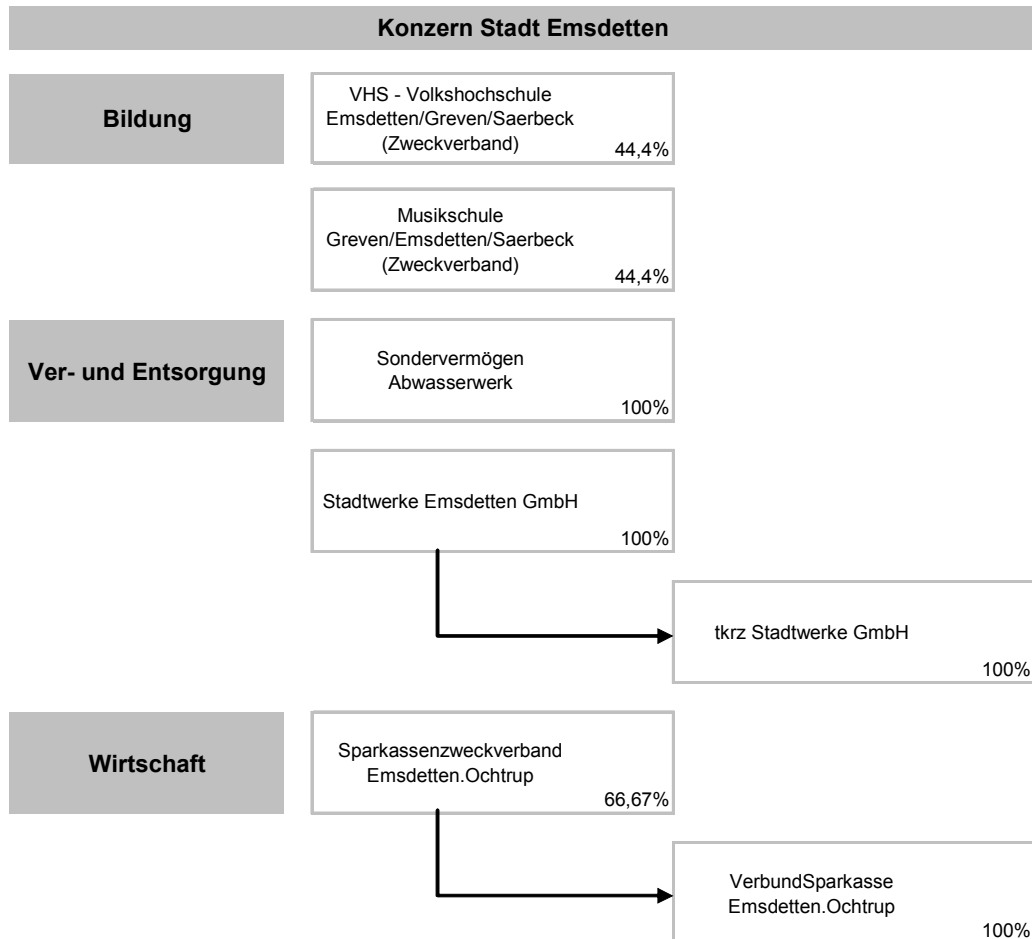 Konzern Stadt Emsdetten
Bildung
VHS - Volkshochschule
Emsdetten/Greven/Saerbeck
(Zweckverband)
44,4%
Musikschule
Greven/Emsdetten/Saerbeck
(Zweckverband)
44,4%
Ver- und Entsorgung
Sondervermögen
Abwasserwerk
100%
Stadtwerke Emsdetten GmbH
100%
tkrz Stadtwerke GmbH
100%
Wirtschaft
Sparkassenzweckverband
Emsdetten.Ochtrup
66,67%
VerbundSparkasse
Emsdetten.Ochtrup
100%